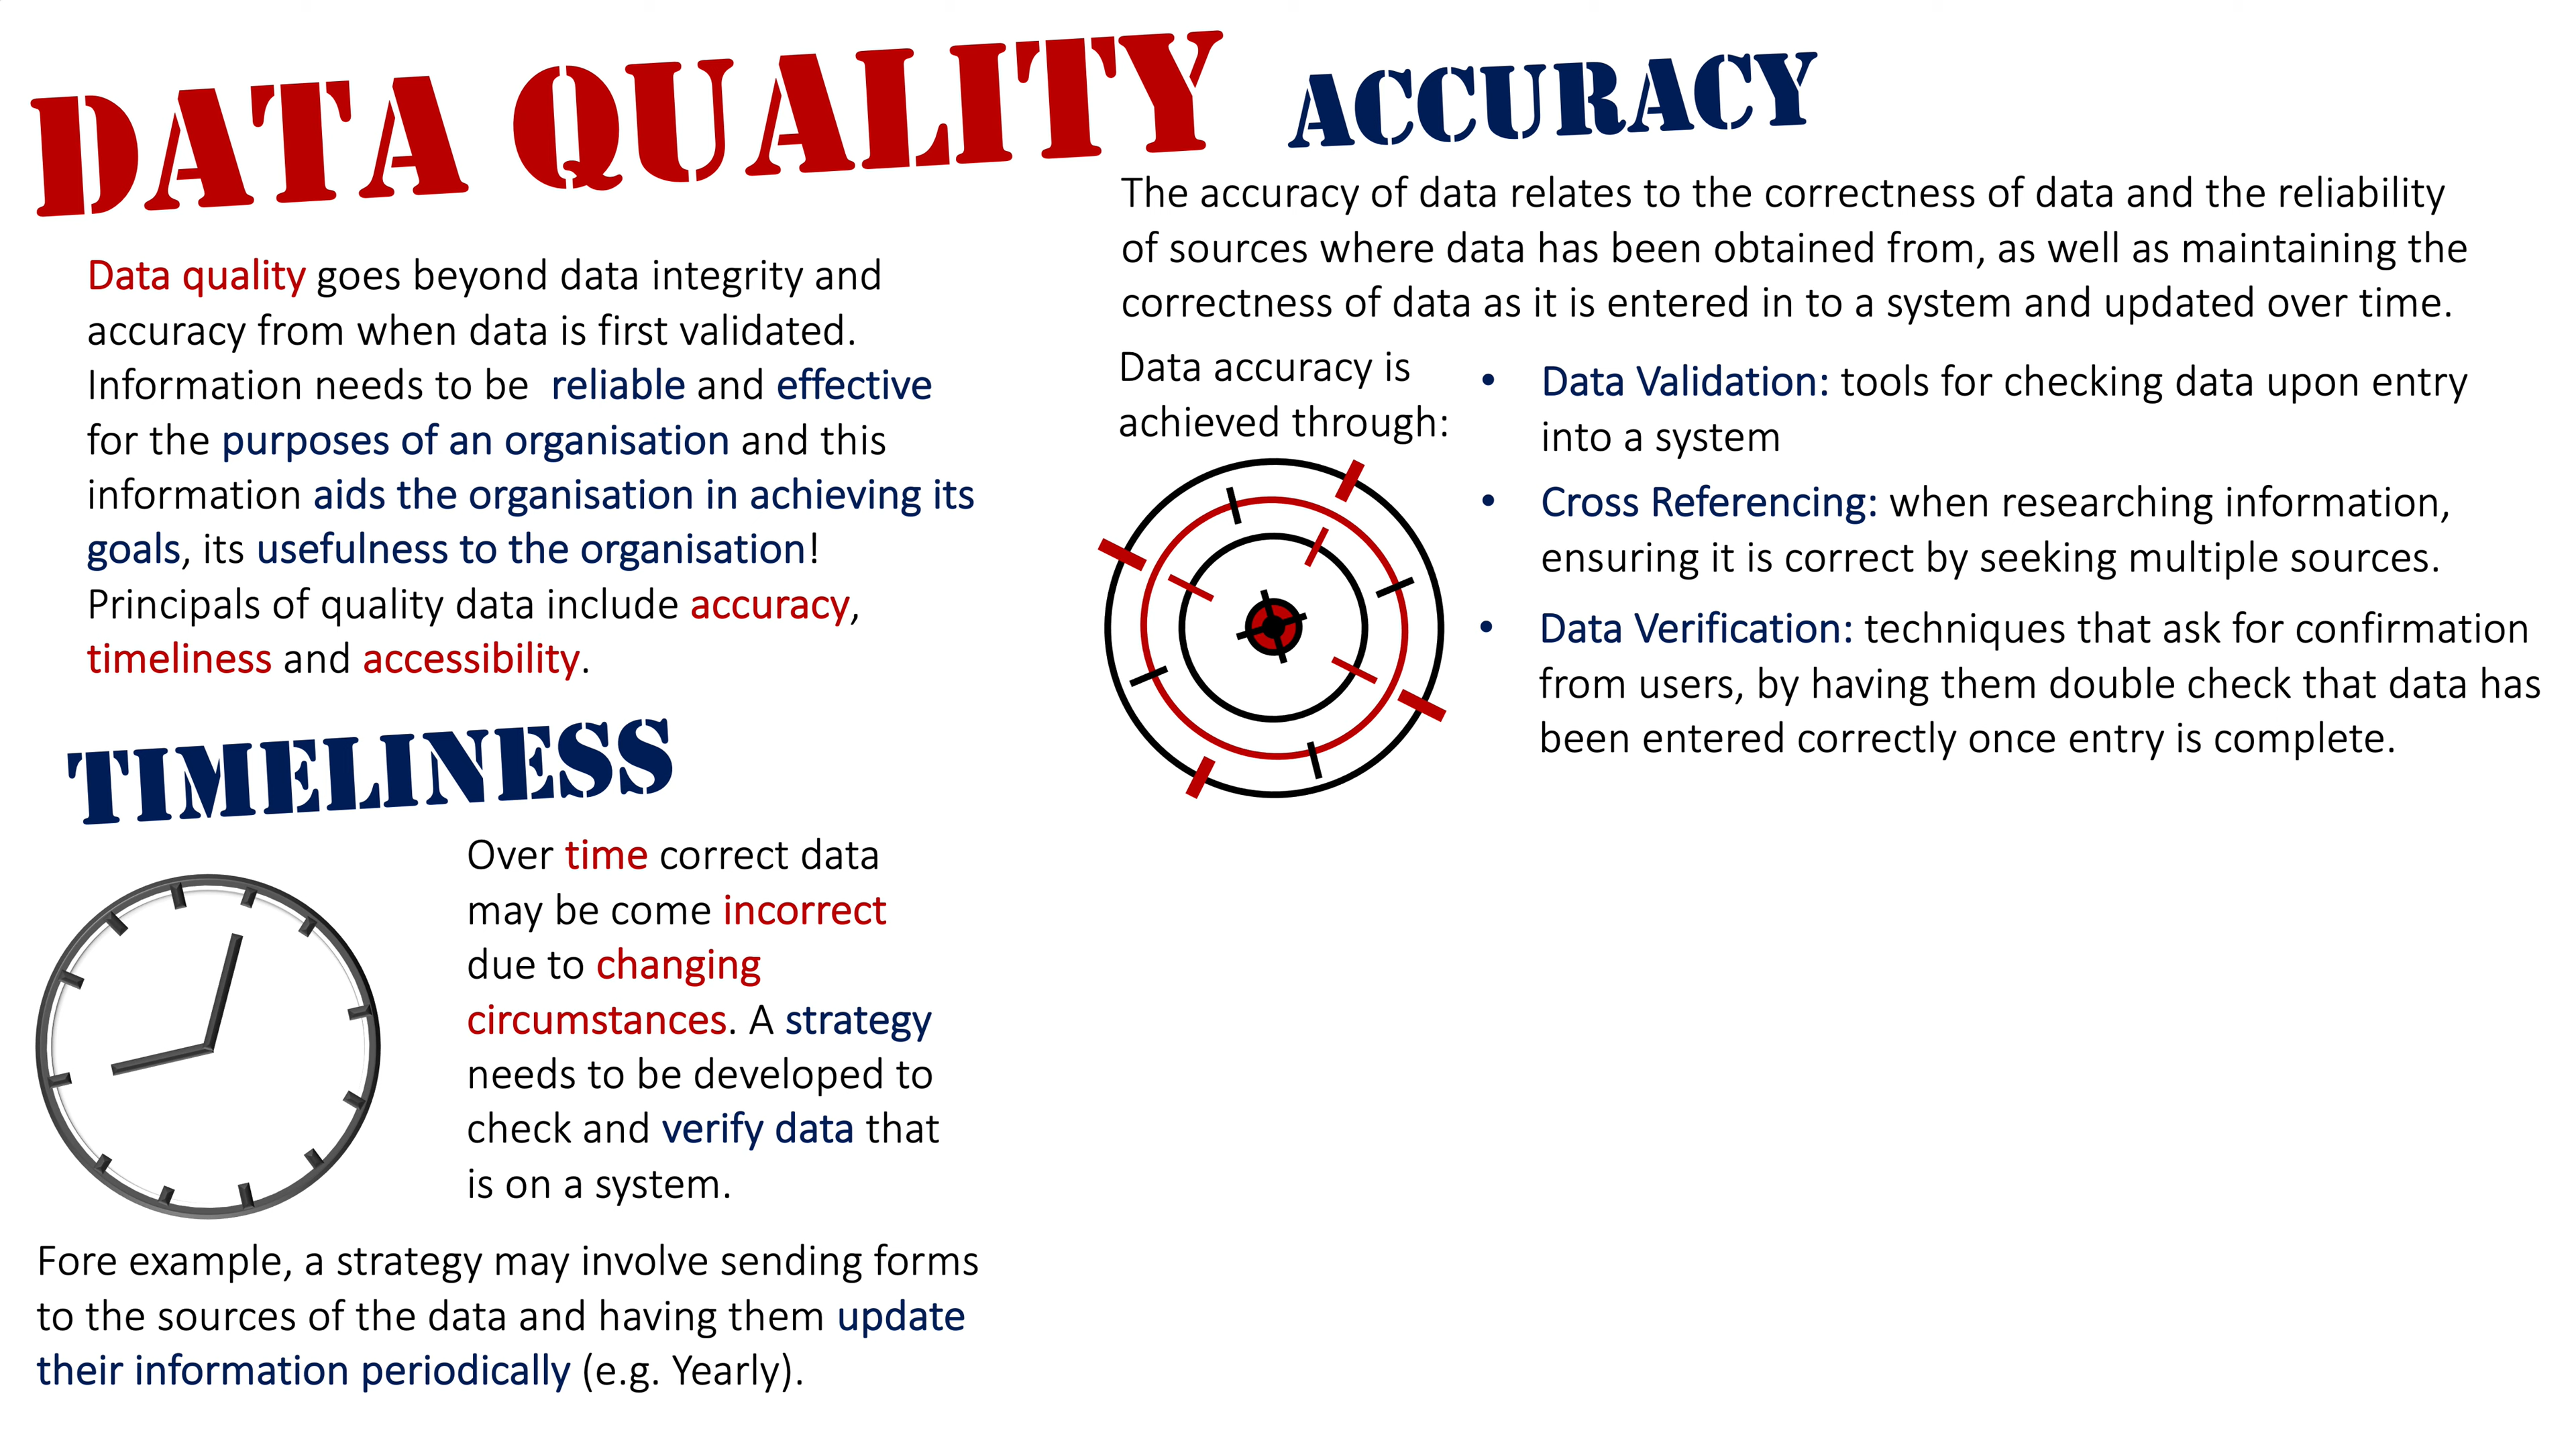 DATA QUALITY
Data quality goes beyond data integrity and
accuracy from when data is first validated.
Information needs to be reliable and effective
for the purposes of an organisation and this
information aids the organisation in achieving its
goals, its usefulness to the organisation!
Principals of quality data include accuracy,
timeliness and accessibility.
TIMELINESS
Over time correct data
may be come incorrect
due to changing
circumstances. A strategy
needs to be developed to
check and verify data that
is on a system.
Fore example, a strategy may involve sending forms
to the sources of the data and having them update
their information periodically (e.g. Yearly).
ACCURACY
The accuracy of data relates to the correctness of data and the reliability
of sources where data has been obtained from, as well as maintaining the
correctness of data as it is entered in to a system and updated over time.
Data accuracy is
achieved through:
• Data Validation: tools for checking data upon entry
into a system
• Cross Referencing: when researching information,
ensuring it is correct by seeking multiple sources.
• Data Verification: techniques that ask for confirmation
from users, by having them double check that data has
been entered correctly once entry is complete.